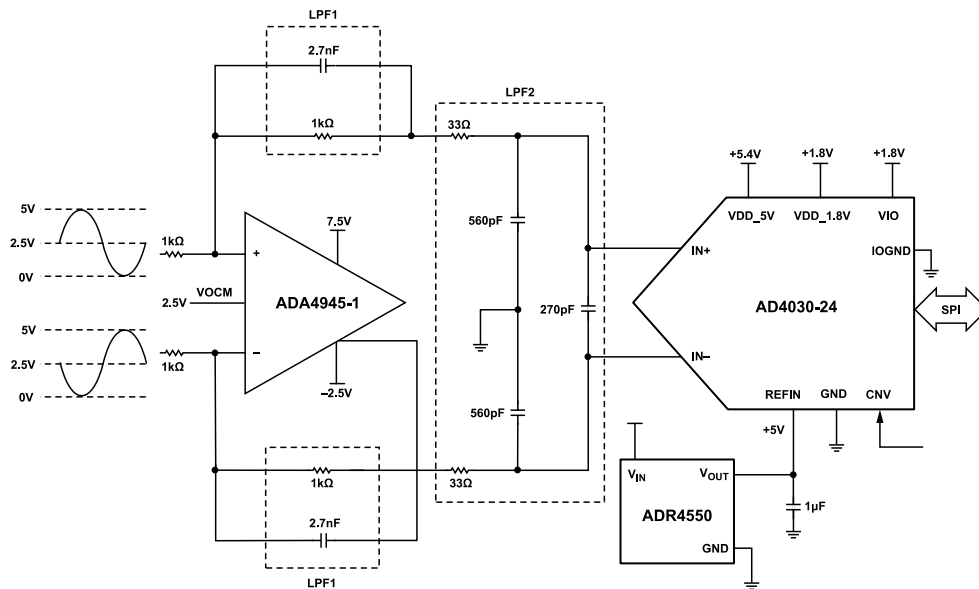 LPF1
2.7nF
1kΩ
LPF2
33Ω
+5.4V
+1.8V
+1.8V
VDD_5V
VDD_1.8V
VIO
5V
2.5V
0V
1kΩ
+
7.5V
560pF
IN+
IOGND
VOCM
2.5V
ADA4945-1
270pF
AD4030-24
SPI
5V
2.5V
0V
1kΩ
−
−2.5V
IN−
560pF
REFIN
GND
CNV
+5V
1kΩ
33Ω
VIN
VOUT
ADR4550
1µF
2.7nF
GND
LPF1